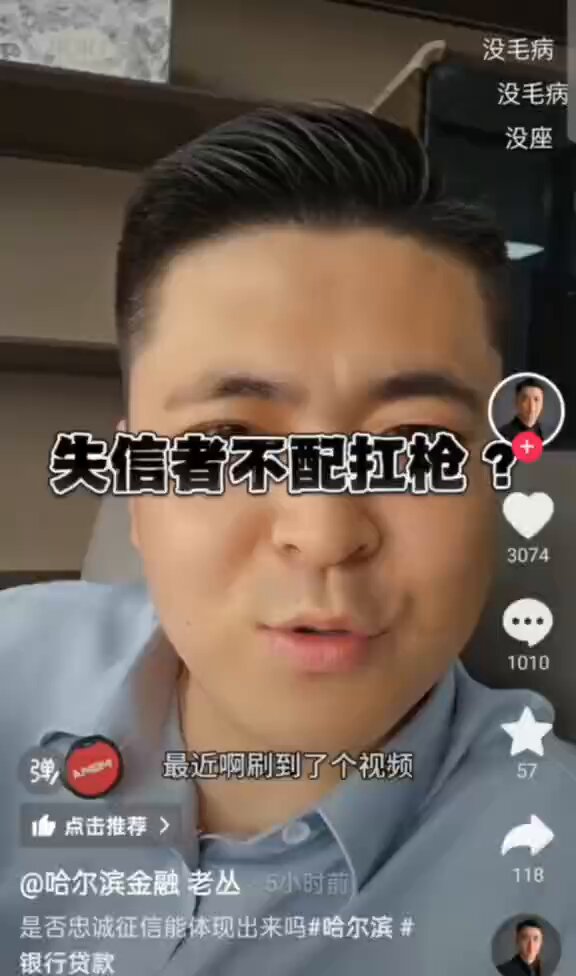 没毛病
没毛病
没座
失信者不配扛枪？
3074
1010
57
118
弹
最近啊刷到了个视频
点击推荐 >
@哈尔滨金融 老丛 · 5小时前
是否忠诚征信能体现出来吗#哈尔滨 #
银行贷款